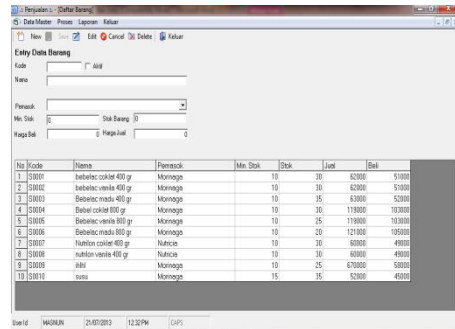 .:: Penjualan ::. - [Daftar Barang]
Data Master Proses Laporan Keluar
New Save Edit Cancel Delete Keluar
Entry Data Barang
Kode Aktif
Nama
Pemasok
Min. Stok 0 Stok Barang 0
Harga Beli 0 Harga Jual 0
No Kode Nama Pemasok Min. Stok Stok Jual Beli
1 S0001 bebelac coklet 400 gr Morinaga 10 30 62000 51000
2 S0002 bebelac vanila 400 gr Morinaga 10 30 62000 51000
3 S0003 Bebelac madu 400 gr Morinaga 10 35 63000 52000
4 S0004 Bebel coklet 800 gr Morinaga 10 30 119000 103000
5 S0005 Bebelac vanila 800 gr Morinaga 10 25 119000 103000
6 S0006 Bebelac madu 800 gr Morinaga 10 20 121000 105000
7 S0007 Nutrilon coklet 400 gr Nutricia 10 30 60000 49000
8 S0008 nutrilon vanila 400 gr Nutricia 10 30 60000 49000
9 S0009 Morinaga 10 25 670000 58000
10 S0010 susu Morinaga 15 35 52000 45000
User Id MASNUN 21/07/2013 12:32 PM CAPS